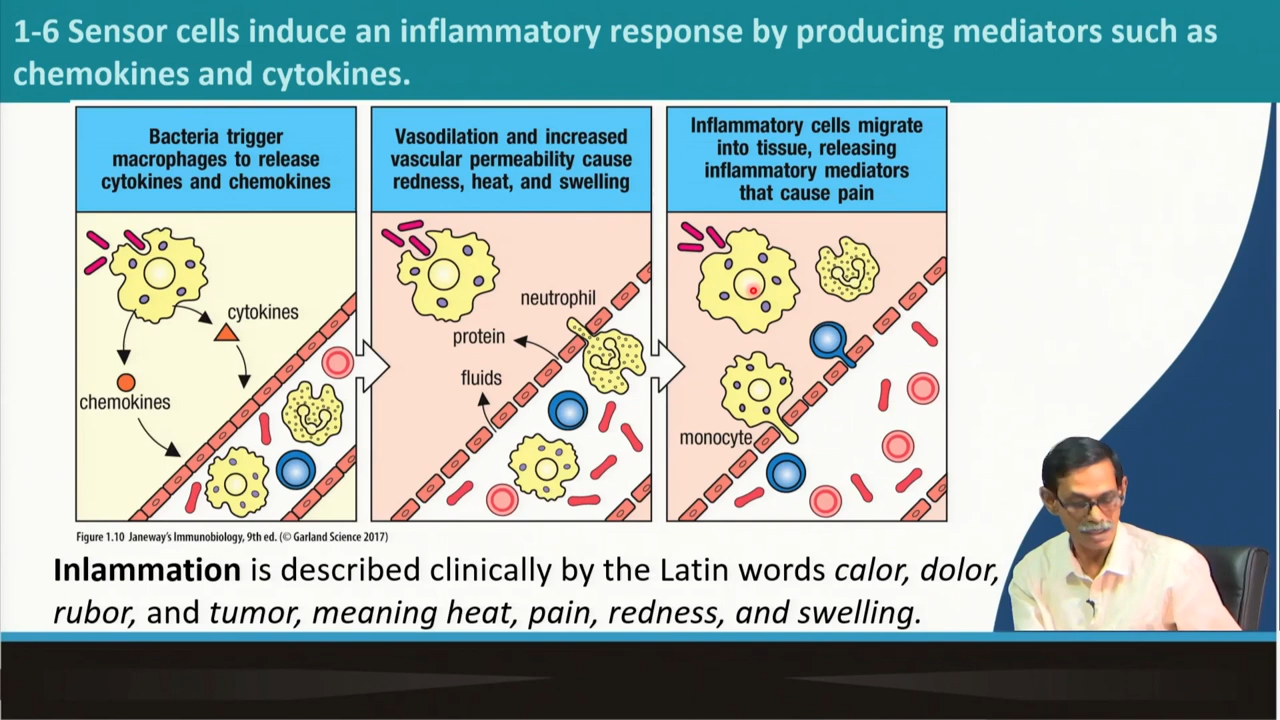 1-6 Sensor cells induce an inflammatory response by producing mediators such as
chemokines and cytokines.
Bacteria trigger
macrophages to release
cytokines and chemokines
Vasodilation and increased
vascular permeability cause
redness, heat, and swelling
Inflammatory cells migrate
into tissue, releasing
inflammatory mediators
that cause pain
cytokines
chemokines
neutrophil
protein
fluids
monocyte
Figure 1.10 Janeway's Immunobiology, 9th ed. (© Garland Science 2017)
Inlammation is described clinically by the Latin words calor, dolor,
rubor, and tumor, meaning heat, pain, redness, and swelling.